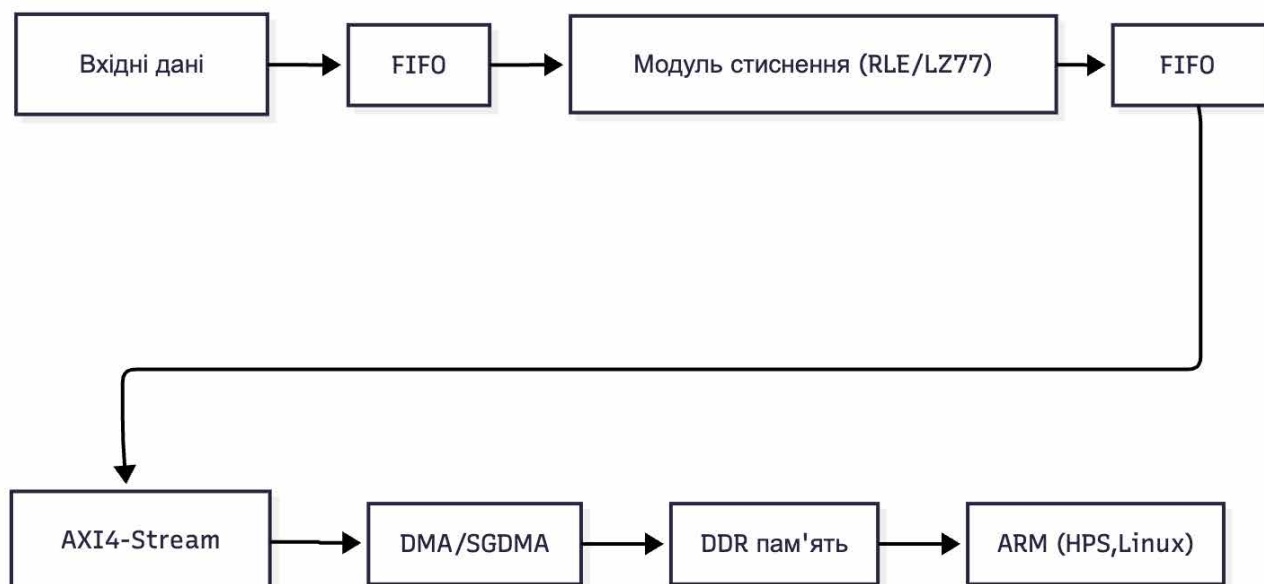 Вхідні дані
FIFO
Модуль стиснення (RLE/LZ77)
FIFO
AXI4-Stream
DMA/SGDMA
DDR пам'ять
ARM (HPS,Linux)